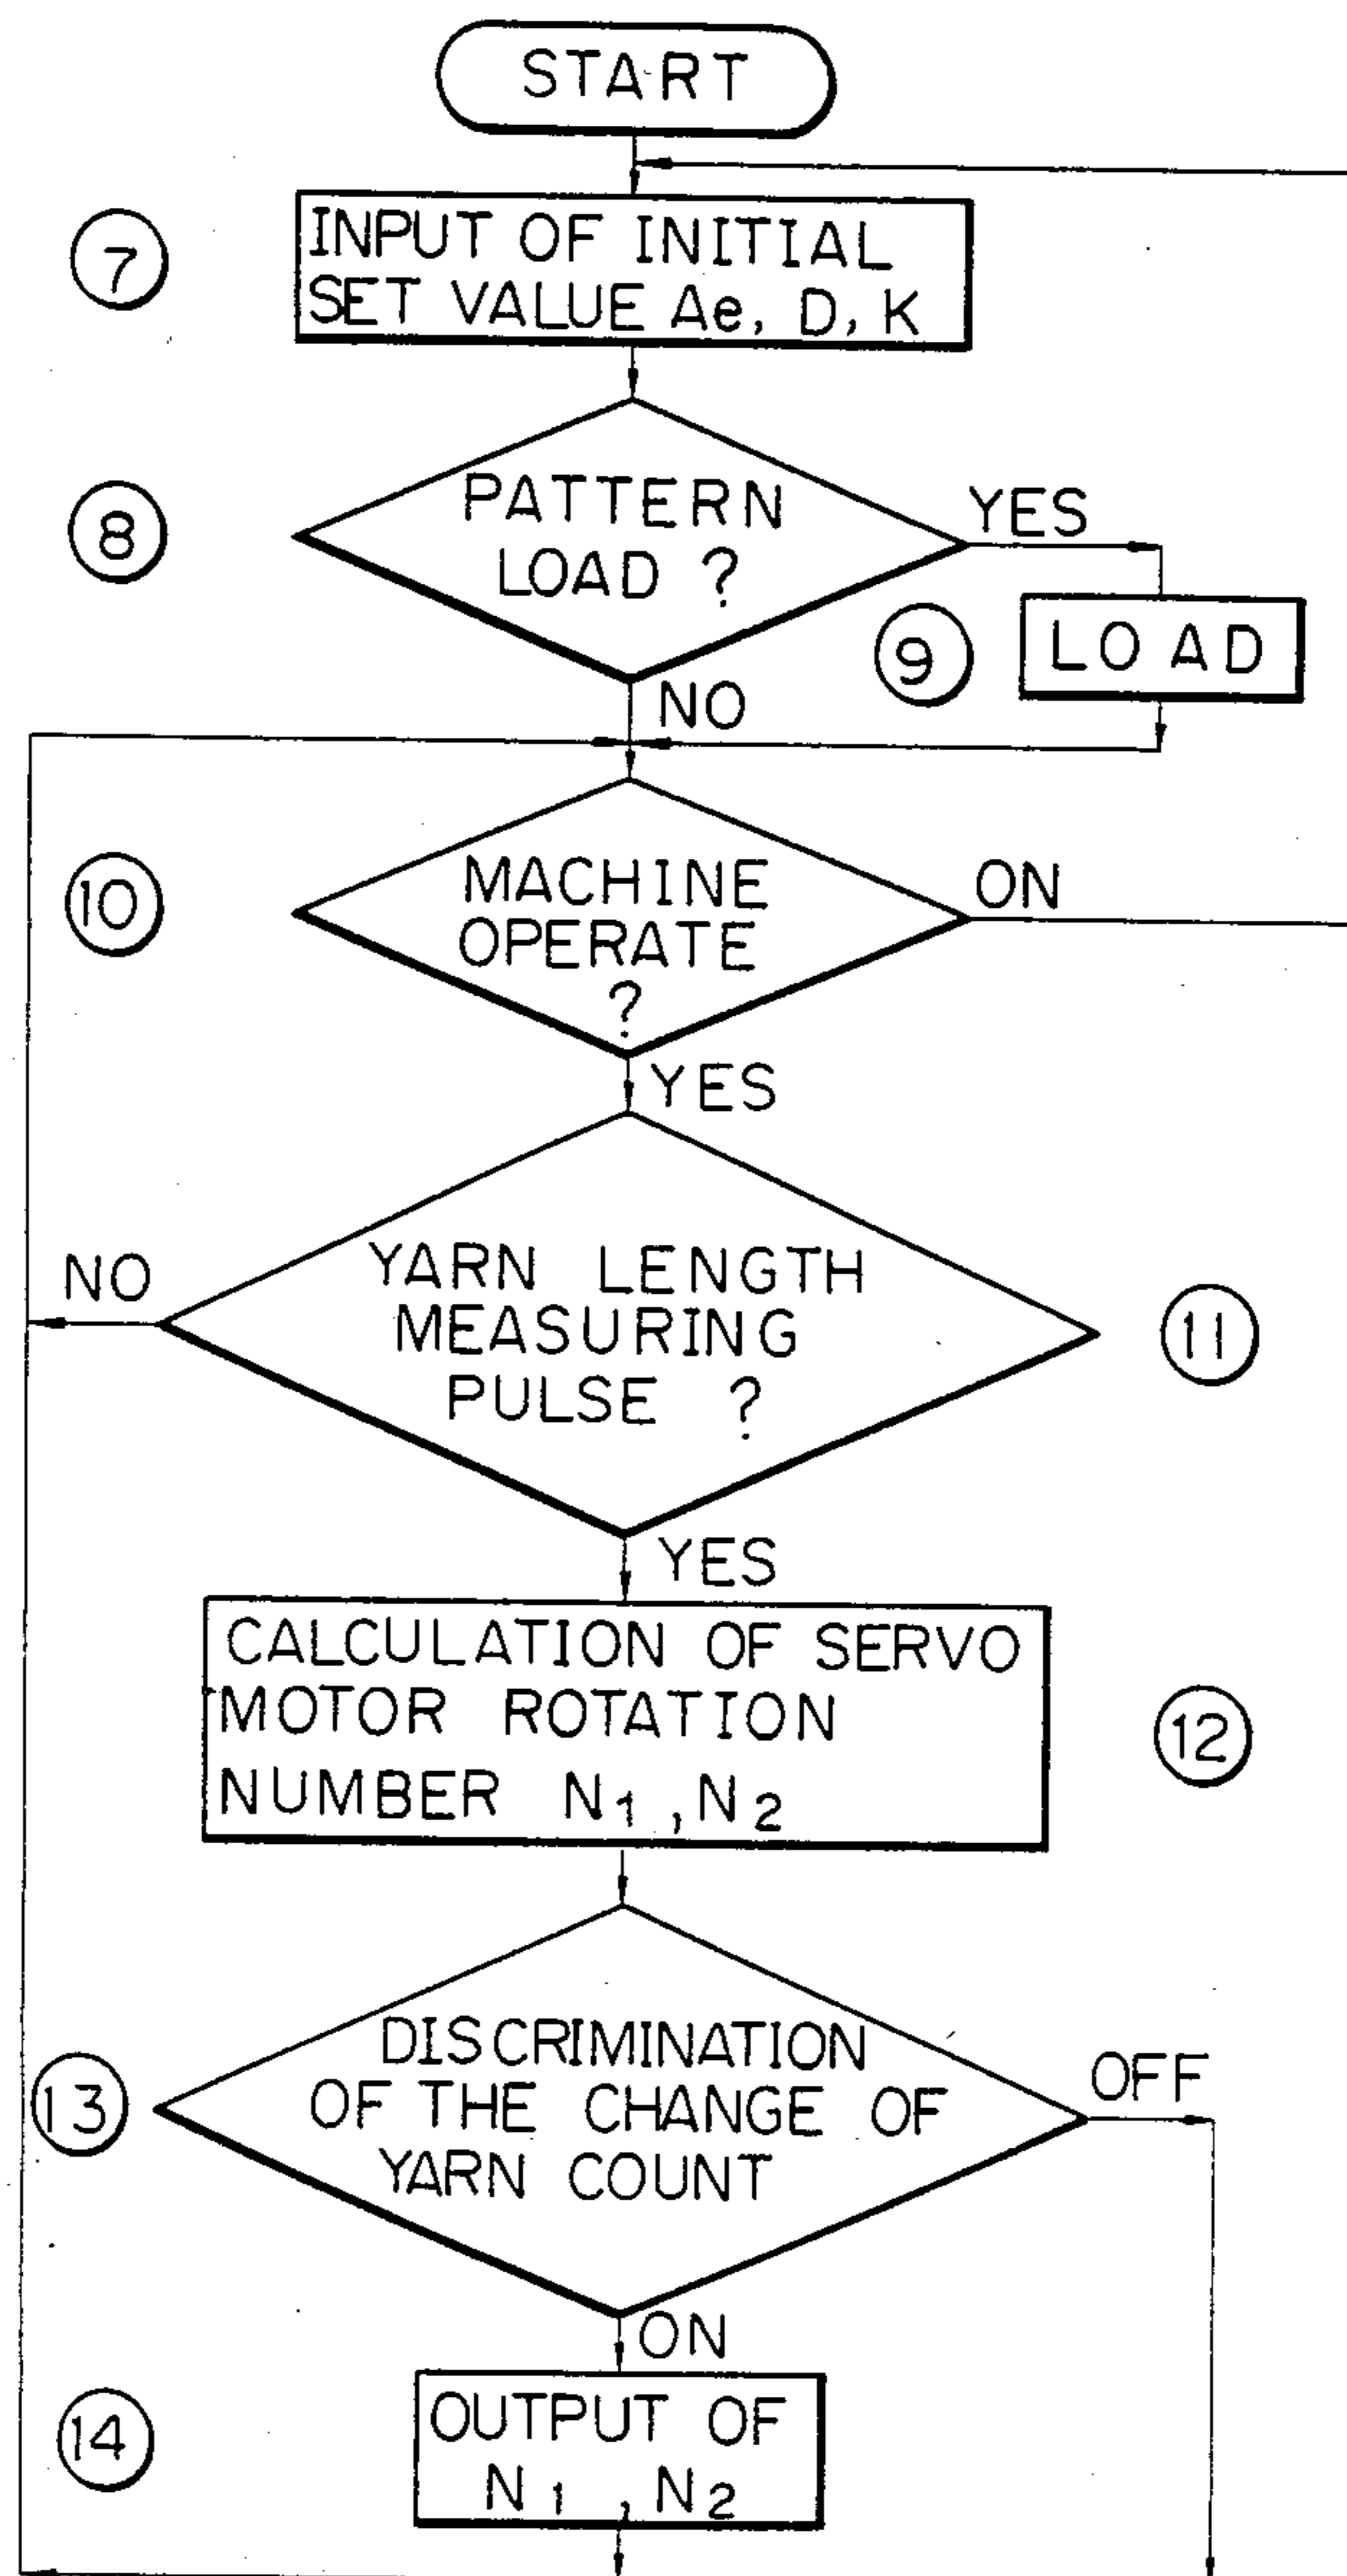 START
7
INPUT OF INITIAL
SET VALUE Ae, D, K
8
PATTERN
LOAD ?
YES
9
LOAD
NO
10
MACHINE
OPERATE
?
ON
YES
NO
YARN LENGTH
MEASURING
PULSE ?
11
YES
CALCULATION OF SERVO
MOTOR ROTATION
NUMBER N1, N2
12
13
DISCRIMINATION
OF THE CHANGE OF
YARN COUNT
OFF
ON
14
OUTPUT OF
N1, N2